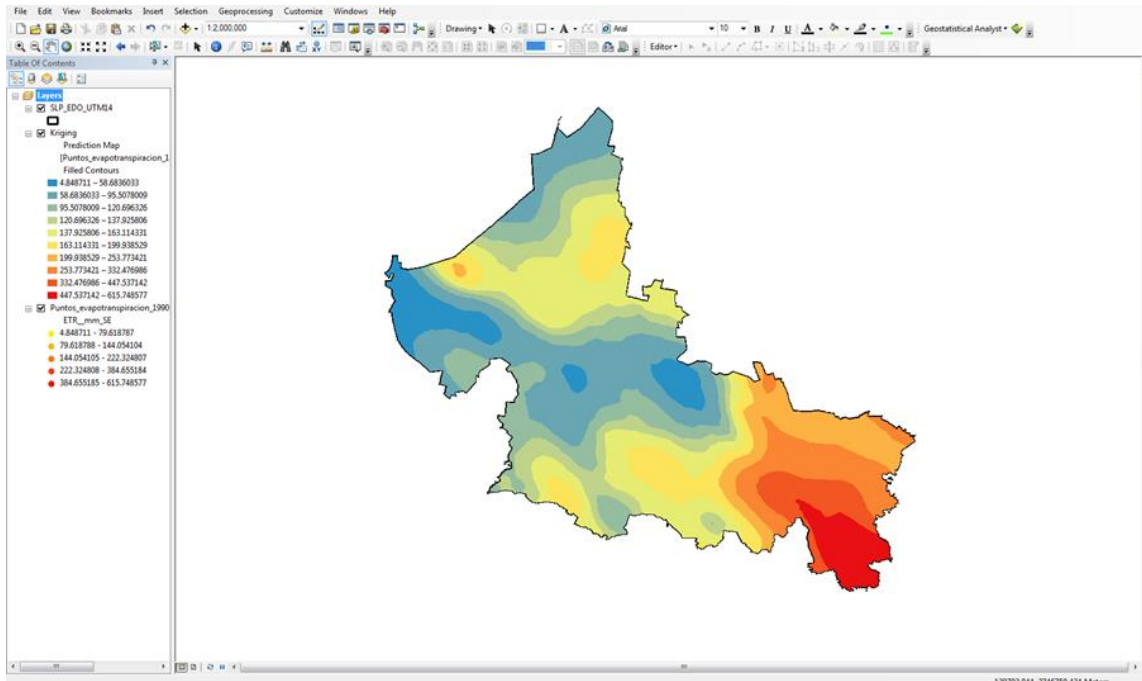 File Edit View Bookmarks Insert Selection Geoprocessing Customize Windows Help
1:2,000,000 Drawing A Arial 10 B I U A Geostatistical Analyst
Editor
Table Of Contents
Layers
SLP_EDO_UTM14
Kriging
Prediction Map
[Puntos_evapotranspiracion_1
Filled Contours
4.848711 – 58.6836033
58.6836033 – 95.5078009
95.5078009 – 120.696326
120.696326 – 137.925806
137.925806 – 163.114331
163.114331 – 199.938529
199.938529 – 253.773421
253.773421 – 332.476986
332.476986 – 447.537142
447.537142 – 615.748577
Puntos_evapotranspiracion_1990
ETR__mm_SE
4.848711 - 79.618787
79.618788 - 144.054104
144.054105 - 222.324807
222.324808 - 384.655184
384.655185 - 615.748577